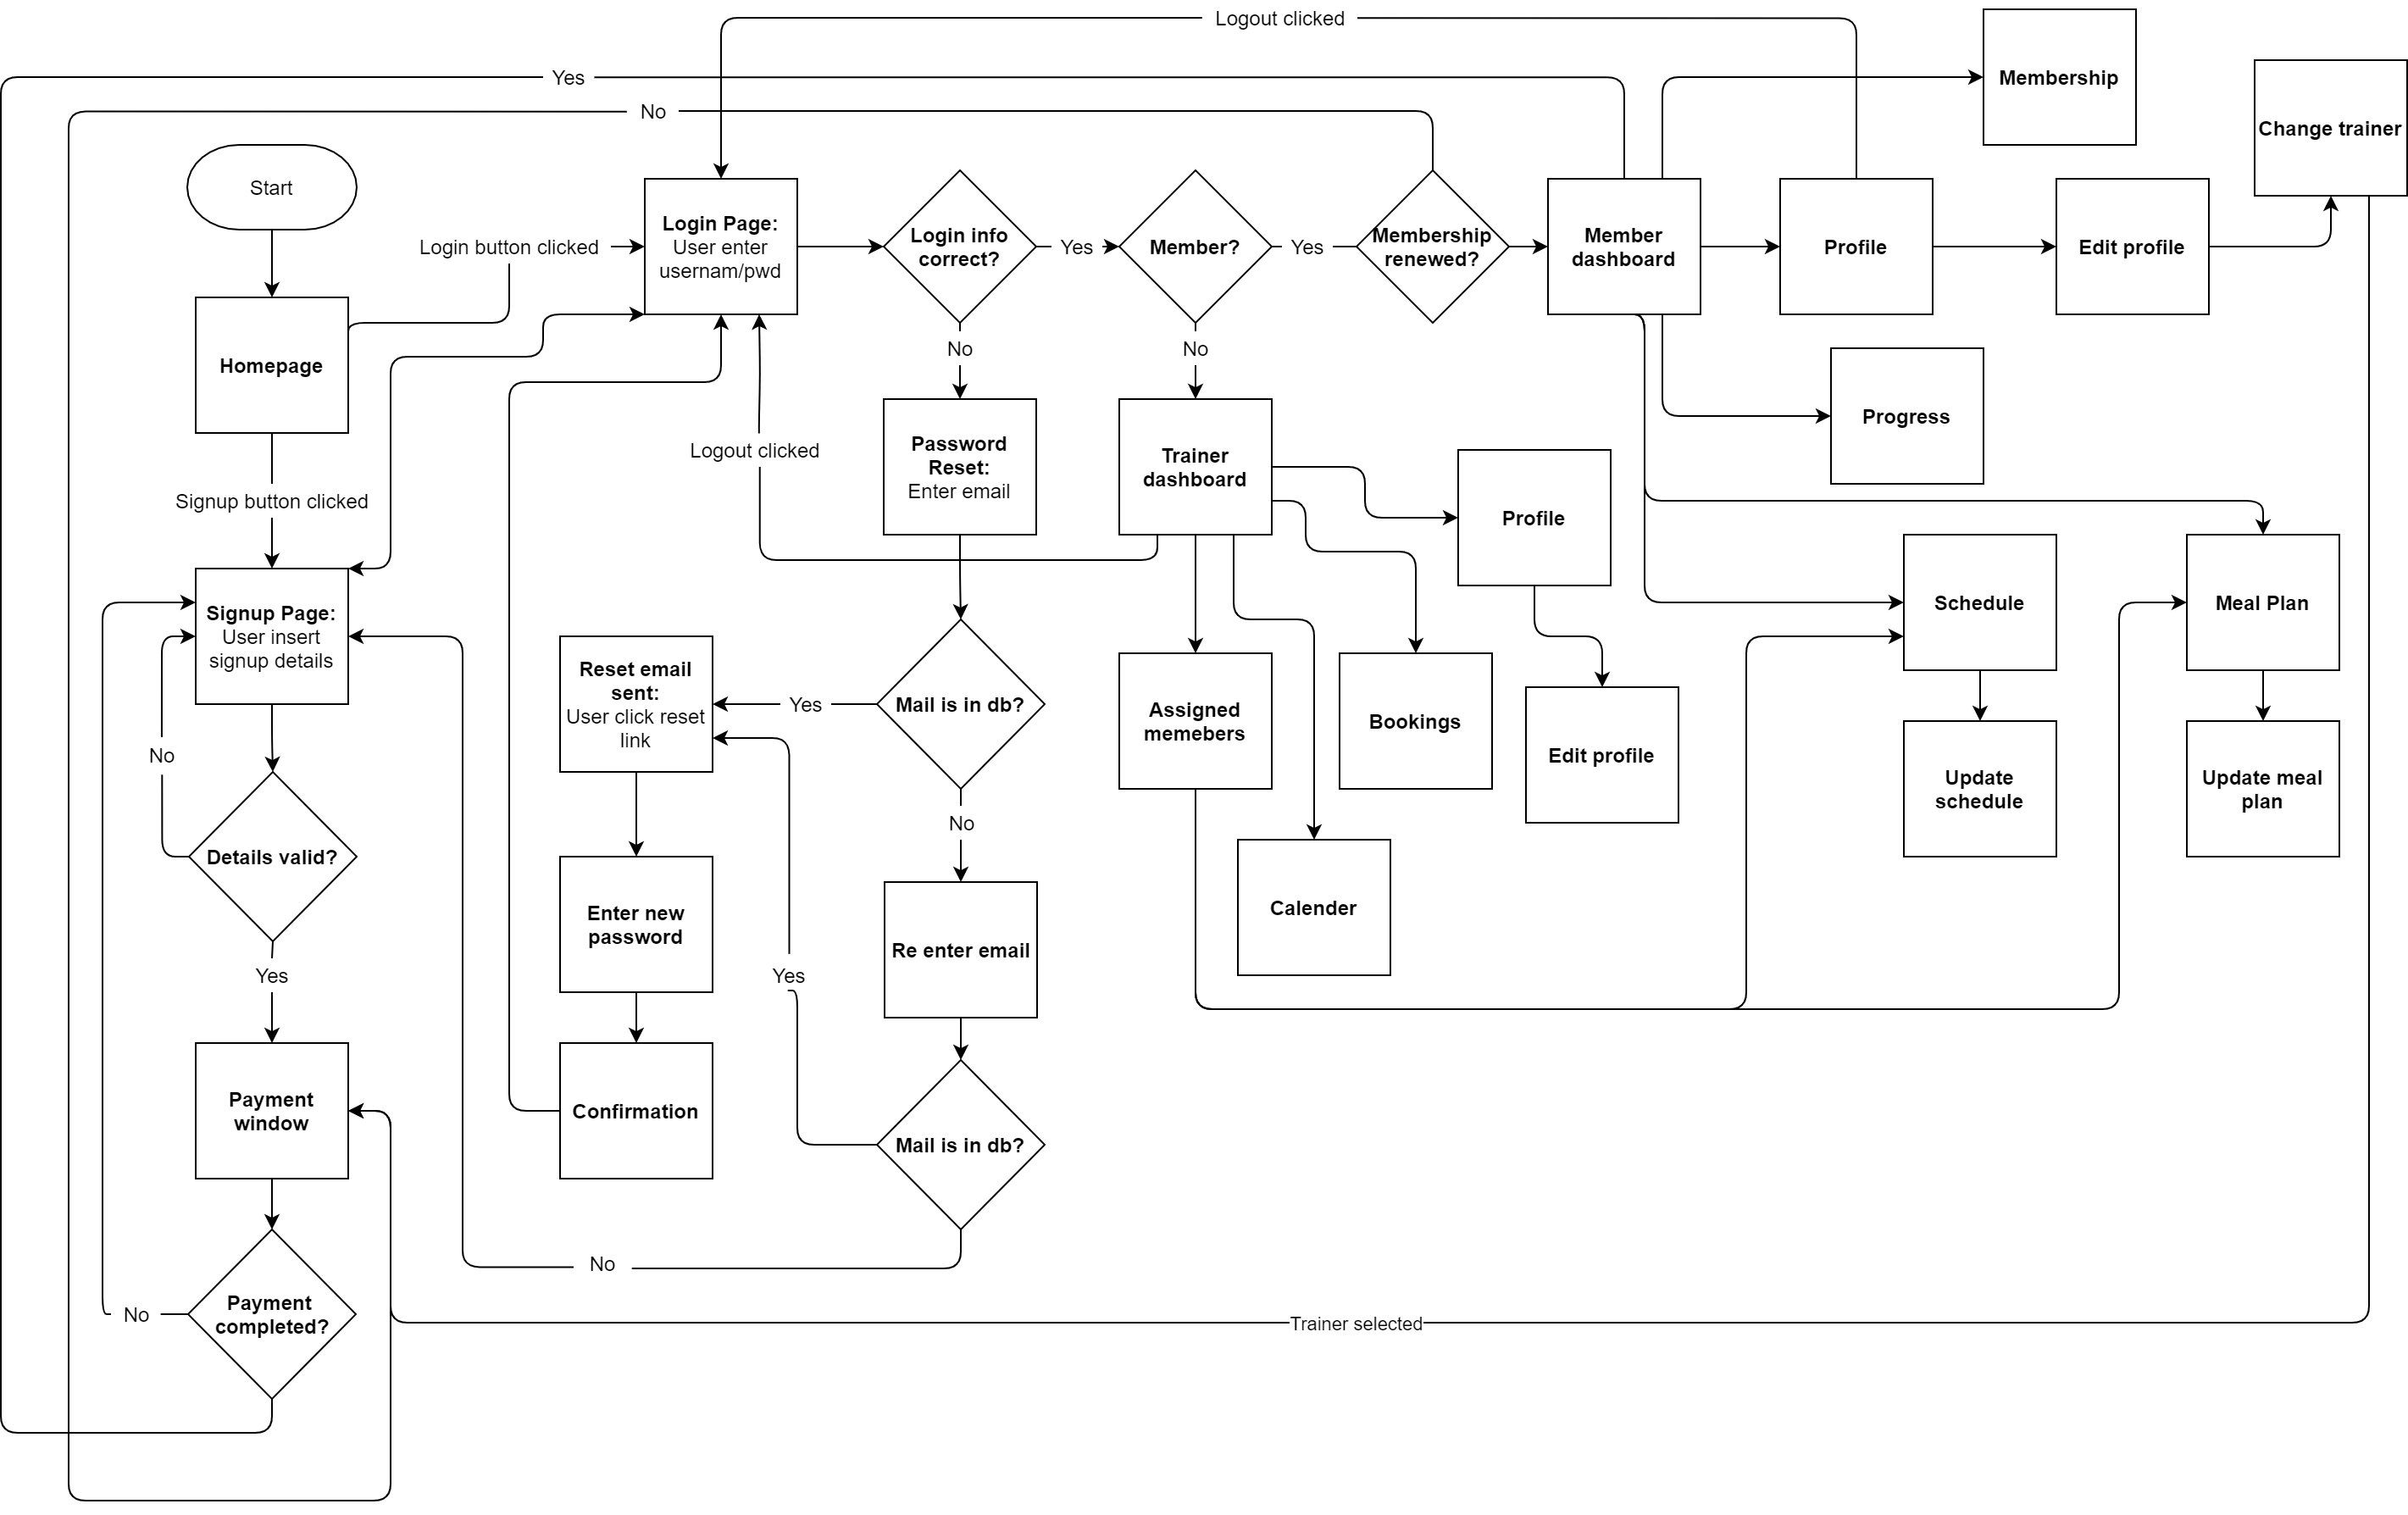 Logout clicked
Yes
Membership
No
Change trainer
Start
Login Page:
User enter
usernam/pwd
Login button clicked
Login info
correct?
Yes
Member?
Yes
Membership
renewed?
Member
dashboard
Profile
Edit profile
No
No
Homepage
Progress
Logout clicked
Password
Reset:
Enter email
Trainer
dashboard
Signup button clicked
Profile
Signup Page:
User insert
signup details
Schedule
Meal Plan
Reset email
sent:
User click reset
link
Yes
Mail is in db?
Assigned
memebers
Bookings
Edit profile
No
Update
schedule
Update meal
plan
No
Details valid?
Enter new
password
Re enter email
Calender
Yes
Yes
Payment
window
Confirmation
Mail is in db?
No
Payment
completed?
No
Trainer selected